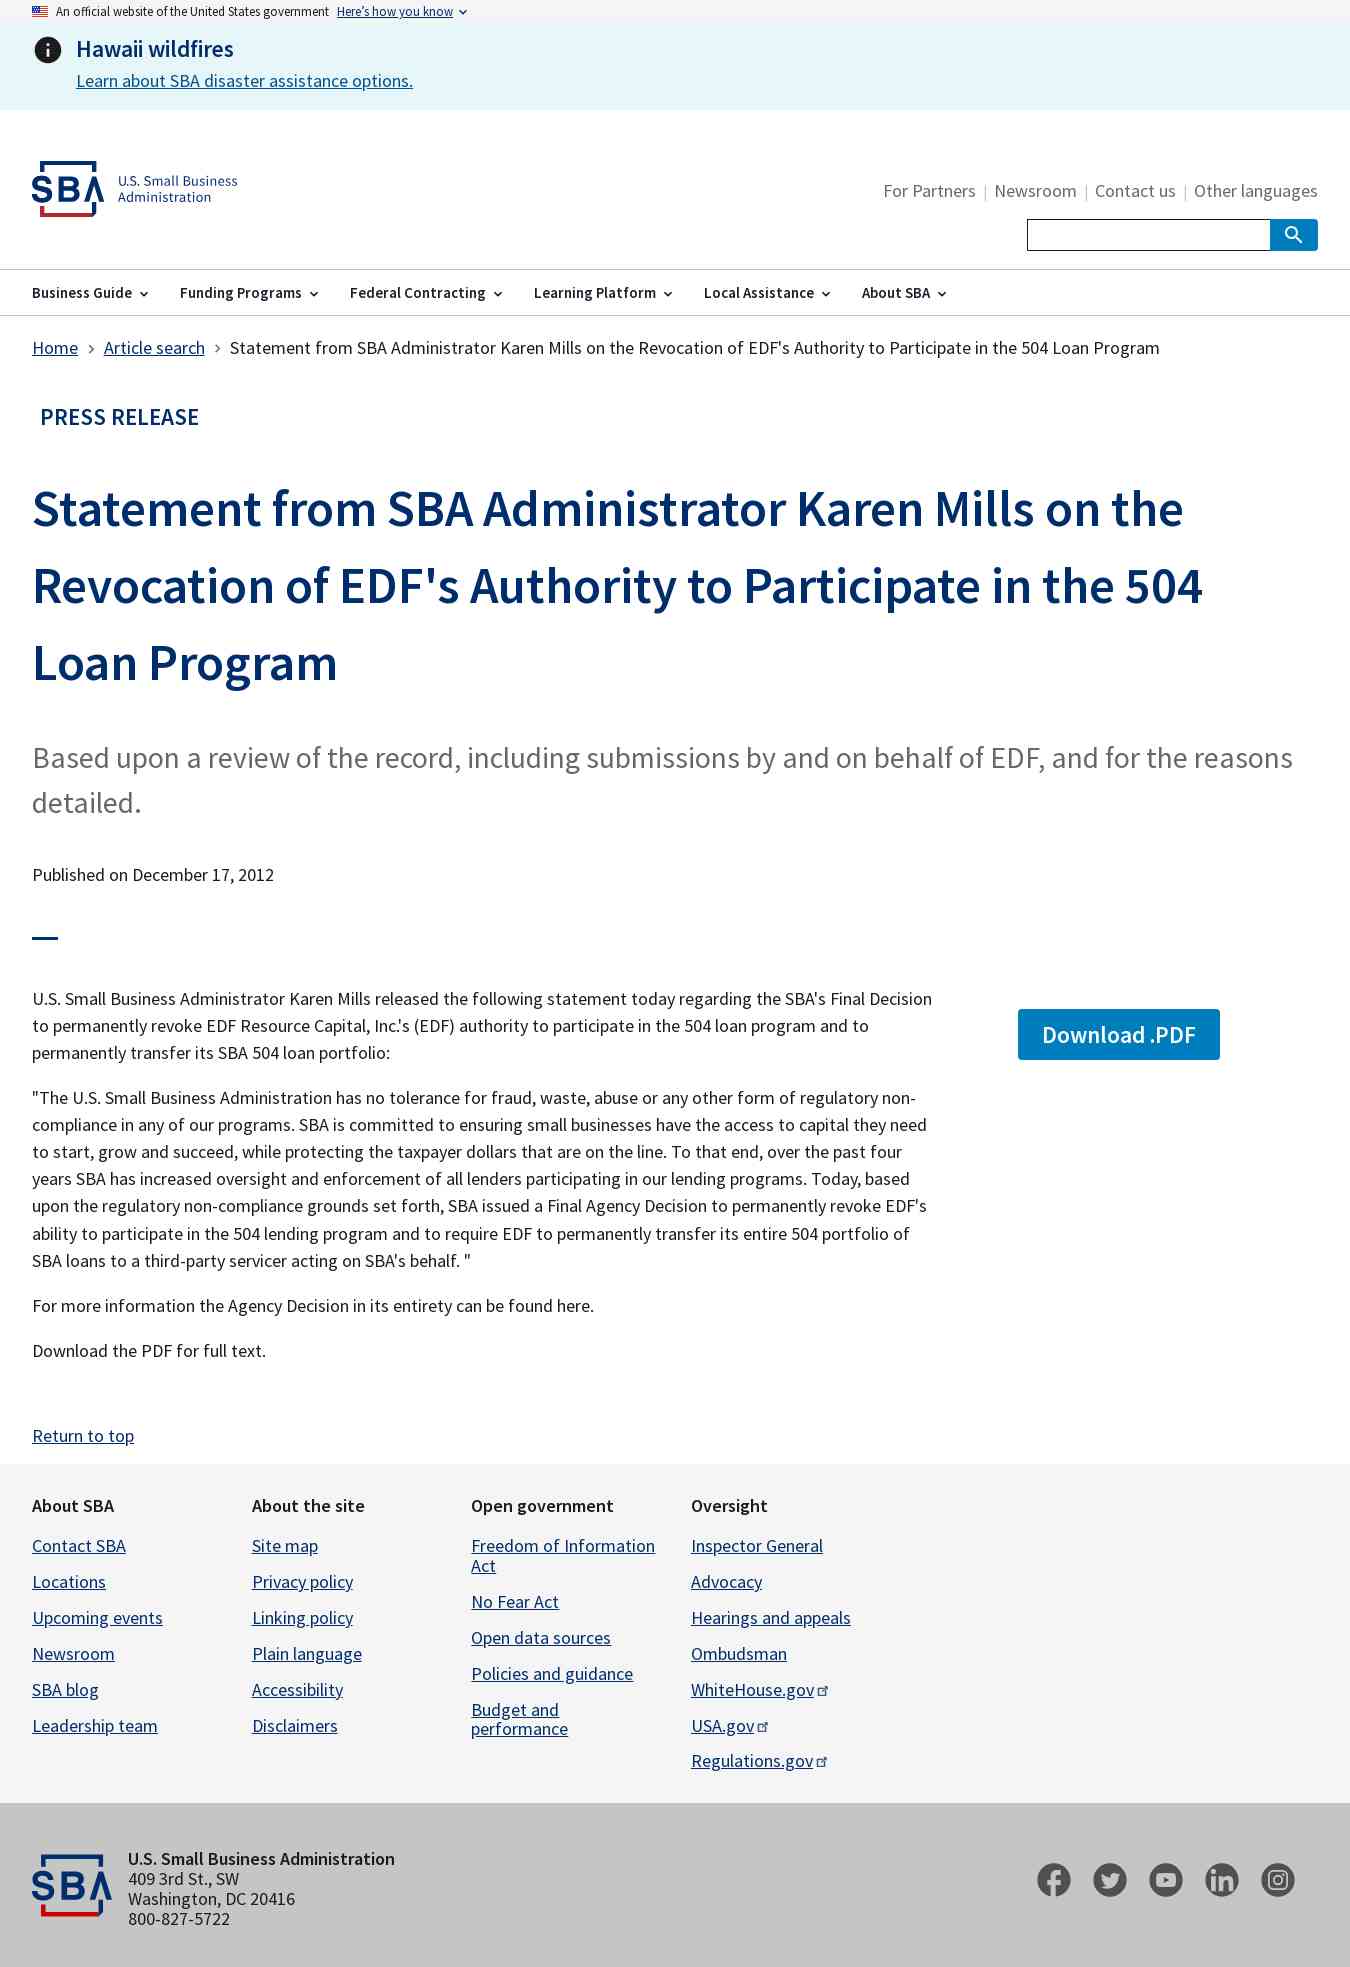 An official website of the United States government Here's how you know
Hawaii wildfires
Learn about SBA disaster assistance options.
SBA U.S. Small Business
Administration
For Partners | Newsroom | Contact us | Other languages
Business Guide Funding Programs Federal Contracting Learning Platform Local Assistance About SBA
Home > Article search > Statement from SBA Administrator Karen Mills on the Revocation of EDF's Authority to Participate in the 504 Loan Program
PRESS RELEASE
Statement from SBA Administrator Karen Mills on the
Revocation of EDF's Authority to Participate in the 504
Loan Program
Based upon a review of the record, including submissions by and on behalf of EDF, and for the reasons
detailed.
Published on December 17, 2012
U.S. Small Business Administrator Karen Mills released the following statement today regarding the SBA's Final Decision
to permanently revoke EDF Resource Capital, Inc.'s (EDF) authority to participate in the 504 loan program and to
permanently transfer its SBA 504 loan portfolio:
Download .PDF
"The U.S. Small Business Administration has no tolerance for fraud, waste, abuse or any other form of regulatory non-
compliance in any of our programs. SBA is committed to ensuring small businesses have the access to capital they need
to start, grow and succeed, while protecting the taxpayer dollars that are on the line. To that end, over the past four
years SBA has increased oversight and enforcement of all lenders participating in our lending programs. Today, based
upon the regulatory non-compliance grounds set forth, SBA issued a Final Agency Decision to permanently revoke EDF's
ability to participate in the 504 lending program and to require EDF to permanently transfer its entire 504 portfolio of
SBA loans to a third-party servicer acting on SBA's behalf. "
For more information the Agency Decision in its entirety can be found here.
Download the PDF for full text.
Return to top
About SBA
Contact SBA
Locations
Upcoming events
Newsroom
SBA blog
Leadership team
About the site
Site map
Privacy policy
Linking policy
Plain language
Accessibility
Disclaimers
Open government
Freedom of Information
Act
No Fear Act
Open data sources
Policies and guidance
Budget and
performance
Oversight
Inspector General
Advocacy
Hearings and appeals
Ombudsman
WhiteHouse.gov
USA.gov
Regulations.gov
SBA
U.S. Small Business Administration
409 3rd St., SW
Washington, DC 20416
800-827-5722